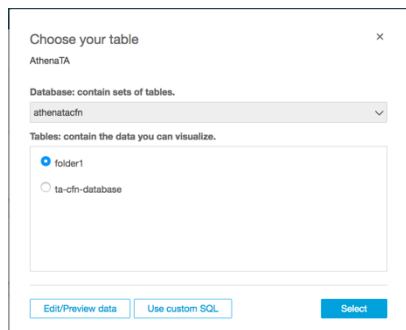 Choose your table
AthenaTA
Database: contain sets of tables.
athenatacfn
Tables: contain the data you can visualize.
folder1
ta-cfn-database
Edit/Preview data Use custom SQL Select